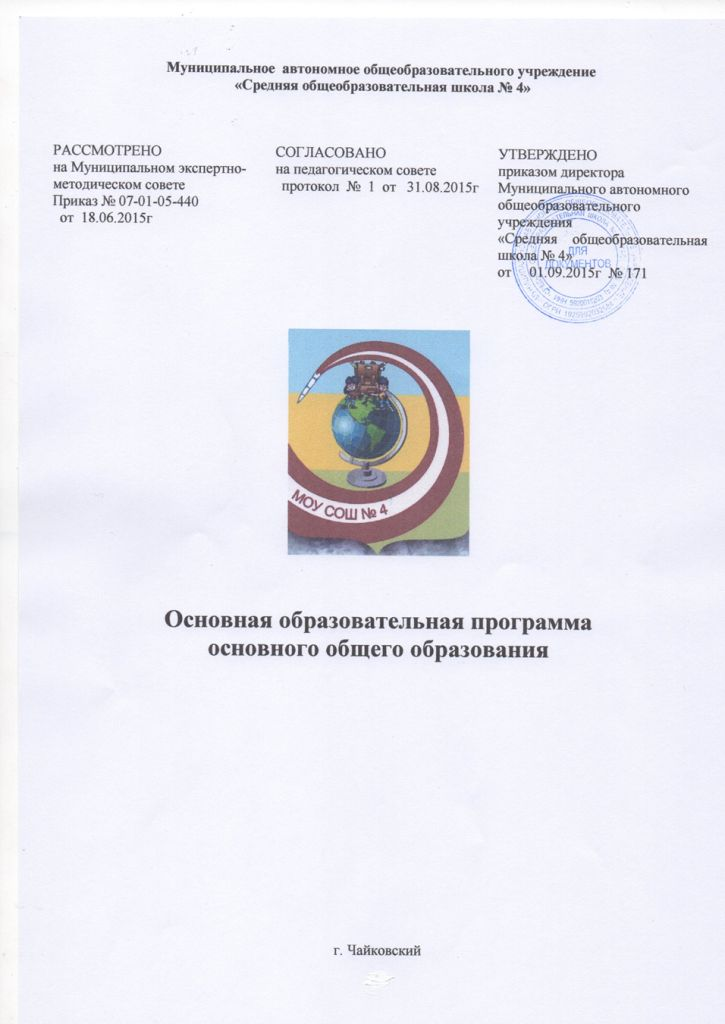 Муниципальное автономное общеобразовательного учреждение
«Средняя общеобразовательная школа № 4»
РАССМОТРЕНО
на Муниципальном экспертно-
методическом совете
Приказ № 07-01-05-440
от 18.06.2015г
СОГЛАСОВАНО
на педагогическом совете
протокол № 1 от 31.08.2015г
УТВЕРЖДЕНО
приказом директора
Муниципального автономного
общеобразовательного
учреждения
«Средняя общеобразовательная
школа № 4»
от 01.09.2015г № 171
ДЛЯ
ДОКУМЕНТОВ
МОУ СОШ № 4
Основная образовательная программа
основного общего образования
г. Чайковский